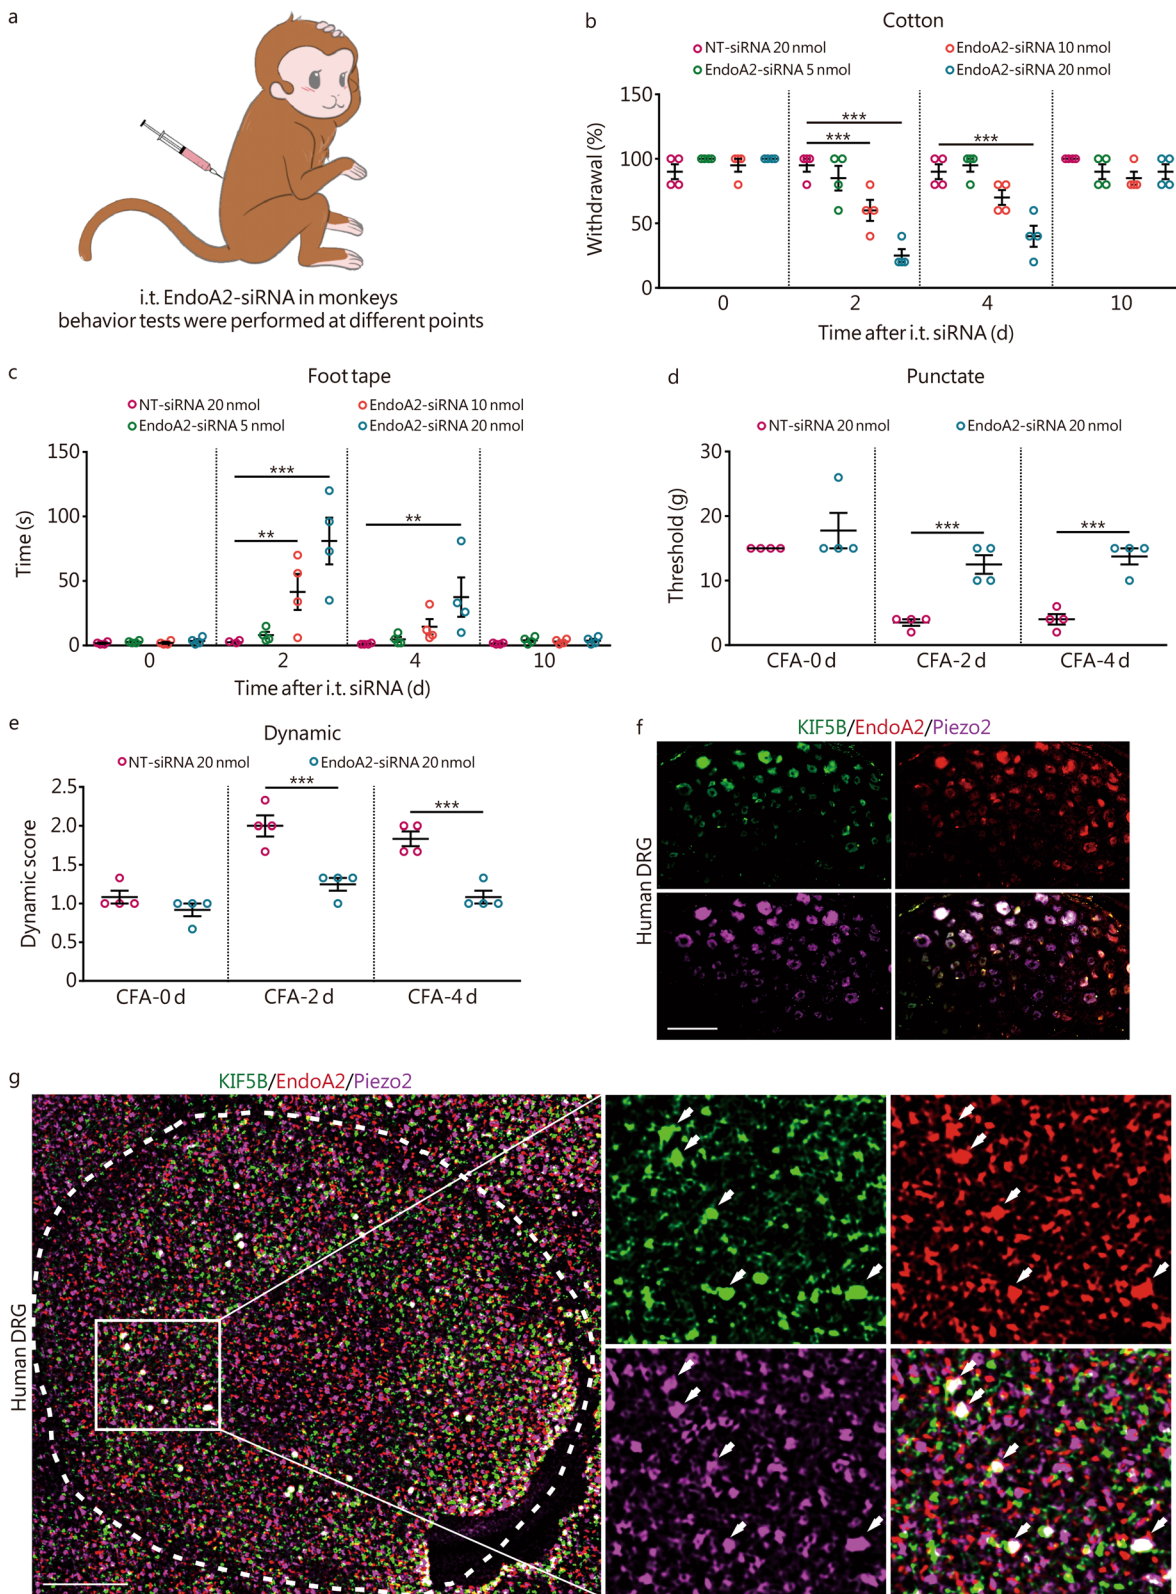 a
i.t. EndoA2-siRNA in monkeys
behavior tests were performed at different points
b
Cotton
NT-siRNA 20 nmol
EndoA2-siRNA 10 nmol
EndoA2-siRNA 5 nmol
EndoA2-siRNA 20 nmol
Withdrawal (%)
150
100
50
0
***
***
***
0
2
4
10
Time after i.t. siRNA (d)
c
Foot tape
NT-siRNA 20 nmol
EndoA2-siRNA 10 nmol
EndoA2-siRNA 5 nmol
EndoA2-siRNA 20 nmol
Time (s)
150
100
50
0
***
**
**
0
2
4
10
Time after i.t. siRNA (d)
d
Punctate
NT-siRNA 20 nmol
EndoA2-siRNA 20 nmol
Threshold (g)
30
20
10
0
***
***
CFA-0 d
CFA-2 d
CFA-4 d
e
Dynamic
NT-siRNA 20 nmol
EndoA2-siRNA 20 nmol
Dynamic score
2.5
2.0
1.5
1.0
0.5
0
***
***
CFA-0 d
CFA-2 d
CFA-4 d
f
KIF5B/EndoA2/Piezo2
Human DRG
g
KIF5B/EndoA2/Piezo2
Human DRG